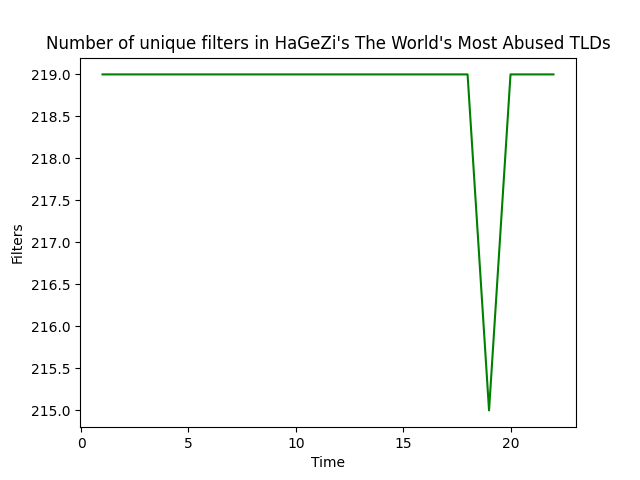 Number of unique filters in HaGeZi's The World's Most Abused TLDs
219.0
218.5
218.0
217.5
217.0
216.5
216.0
215.5
215.0
Filters
0 5 10 15 20
Time